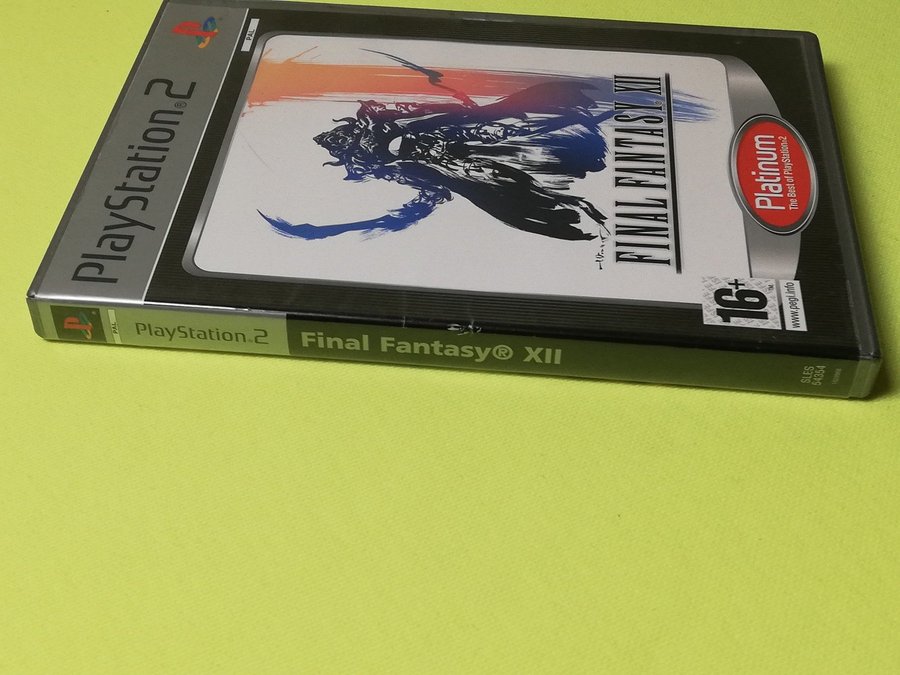 PlayStation®2
PAL
FINAL FANTASY® XII
Platinum
The Best of PlayStation®2
16+
www.pegi.info
PAL
PlayStation®2
Final Fantasy® XII
SLES
54354